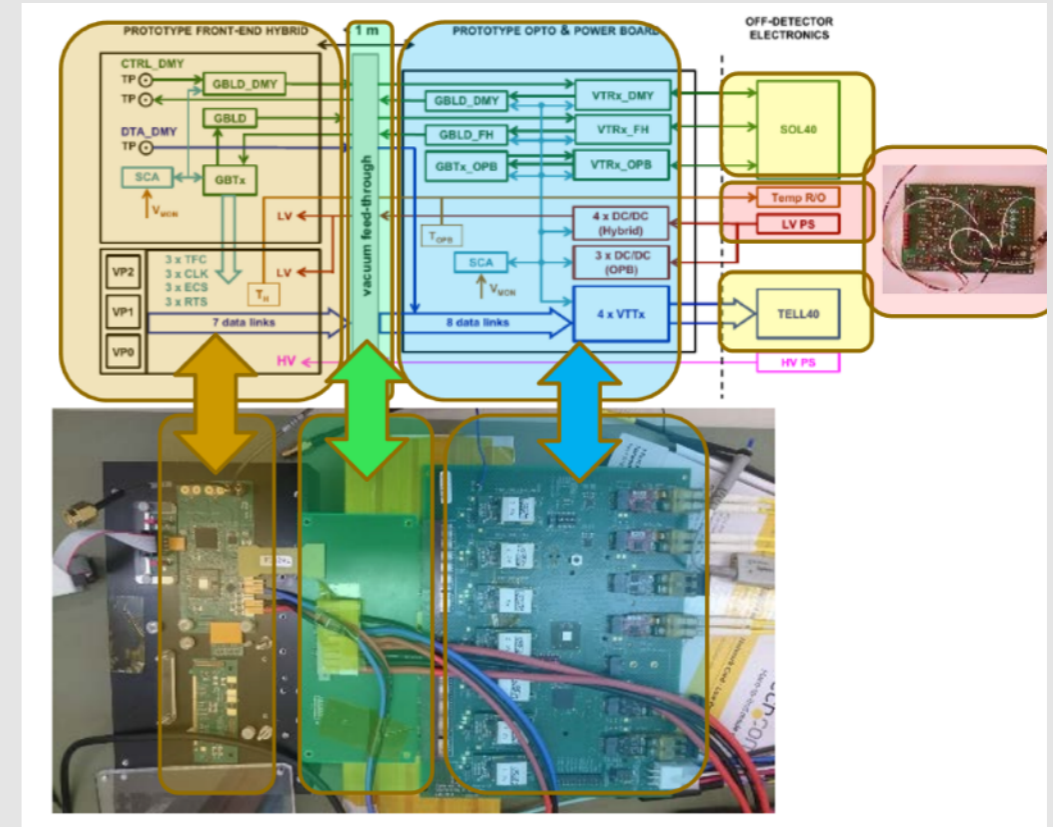 PROTOTYPE FRONT-END HYBRID
~ 1 m
PROTOTYPE OPTO & POWER BOARD
OFF-DETECTOR
ELECTRONICS
CTRL_DMY
TP
GBLD_DMY
TP
GBLD
DTA_DMY
TP
SCA
GBTx
VMON
LV
LV
3 x TFC
3 x CLK
3 x ECS
3 x RTS
TH
VP2
VP1
VP0
7 data links
HV
vacuum feed-through
GBLD_DMY
VTRx_DMY
GBLD_FH
VTRx_FH
GBTx_OPB
VTRx_OPB
TOPB
4 x DC/DC
(Hybrid)
SCA
3 x DC/DC
(OPB)
VMON
8 data links
4 x VTTx
SOL40
Temp R/O
LV PS
TELL40
HV PS